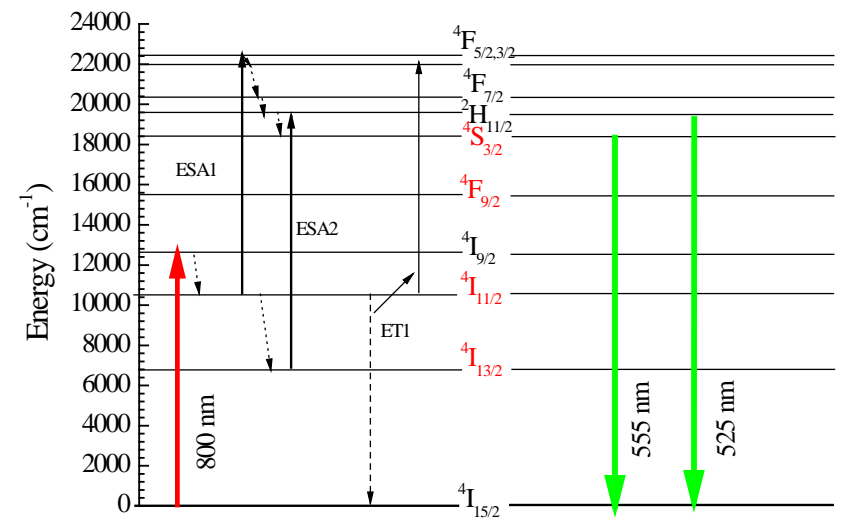 Energy (cm⁻¹)
24000
22000
20000
18000
16000
14000
12000
10000
8000
6000
4000
2000
0
⁴F₅/₂,₃/₂
⁴F₇/₂
²H₁₁/₂
⁴S₃/₂
⁴F₉/₂
⁴I₉/₂
⁴I₁₁/₂
⁴I₁₃/₂
⁴I₁₅/₂
ESA1
ESA2
ET1
800 nm
555 nm
525 nm